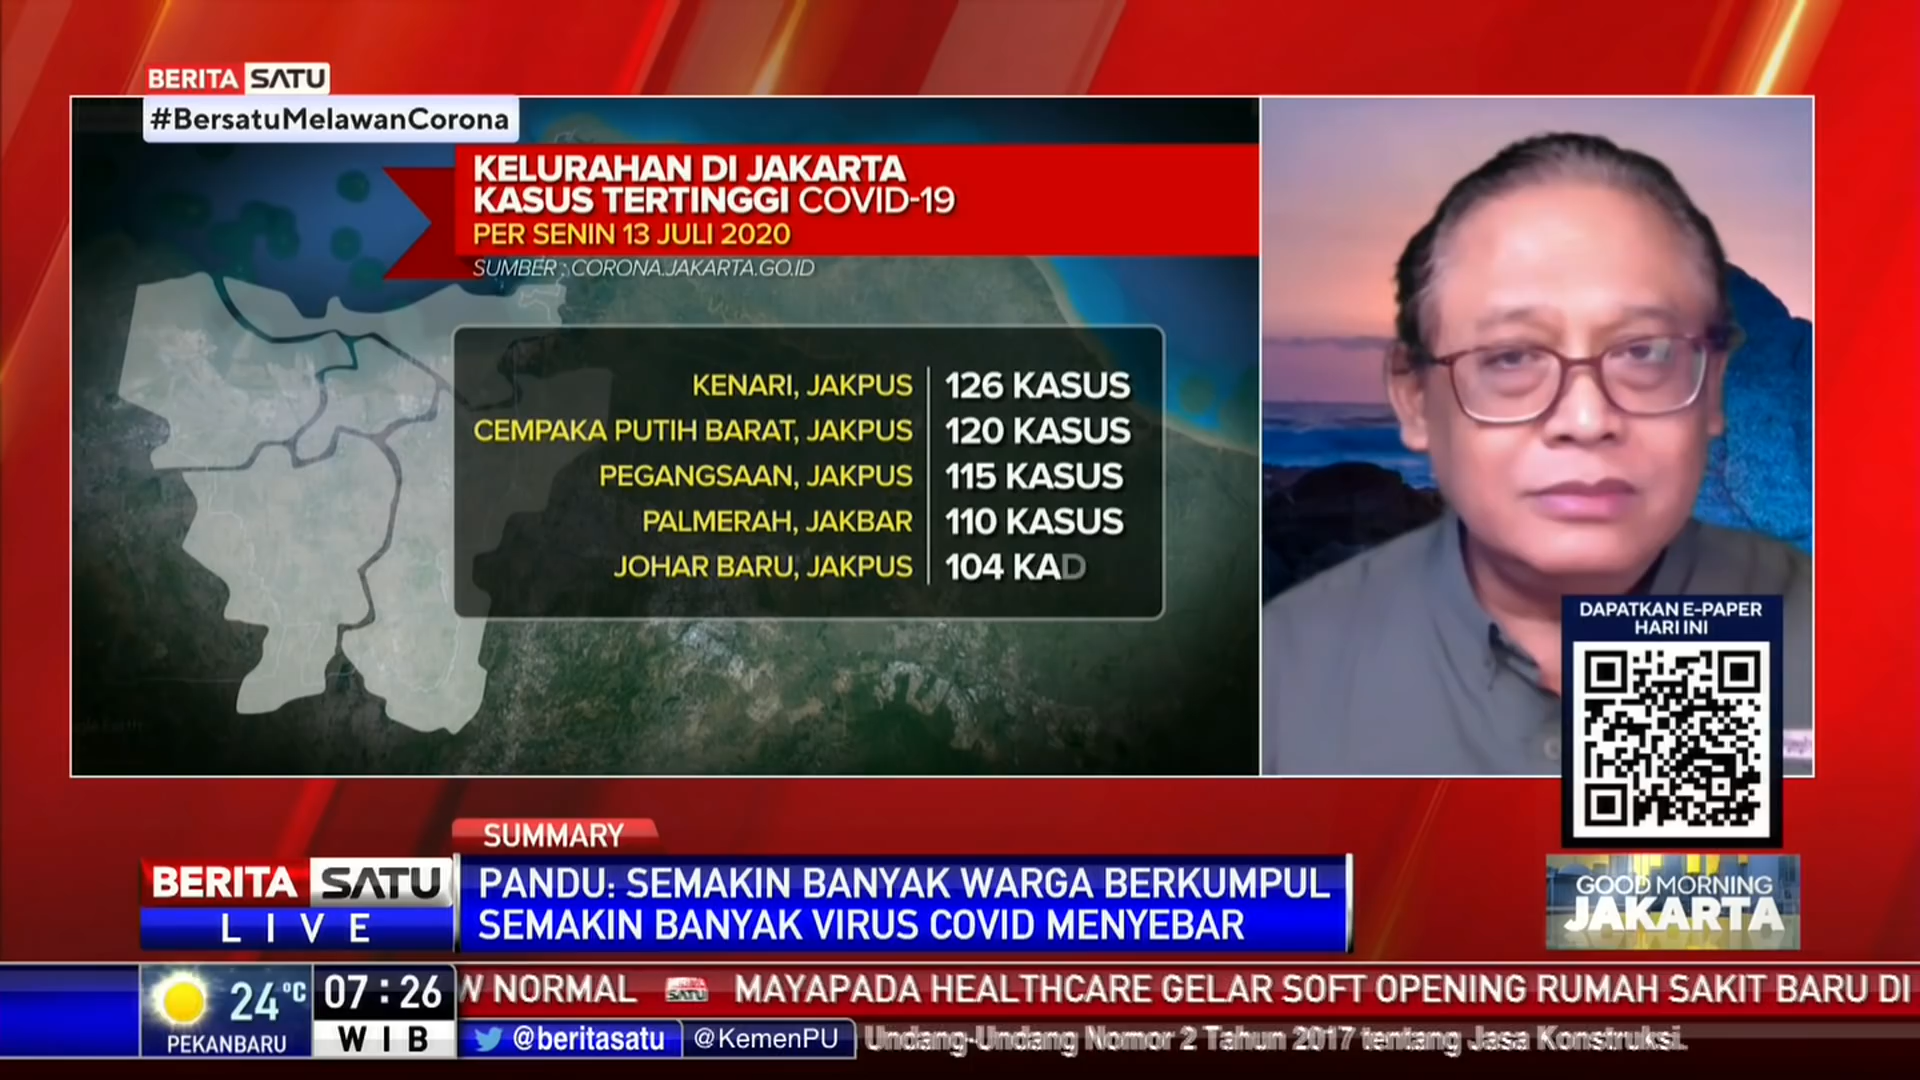 BERITA SATU
#BersatuMelawanCorona
KELURAHAN DI JAKARTA
KASUS TERTINGGI COVID-19
PER SENIN 13 JULI 2020
SUMBER : CORONA.JAKARTA.GO.ID
KENARI, JAKPUS 126 KASUS
CEMPAKA PUTIH BARAT, JAKPUS 120 KASUS
PEGANGSAAN, JAKPUS 115 KASUS
PALMERAH, JAKBAR 110 KASUS
JOHAR BARU, JAKPUS 104 KAD
DAPATKAN E-PAPER
HARI INI
SUMMARY
BERITA SATU
LIVE
PANDU: SEMAKIN BANYAK WARGA BERKUMPUL
SEMAKIN BANYAK VIRUS COVID MENYEBAR
GOOD MORNING
JAKARTA
24°C
PEKANBARU
07:26
WIB
W NORMAL BERITA SATU MAYAPADA HEALTHCARE GELAR SOFT OPENING RUMAH SAKIT BARU DI
@beritasatu @KemenPU Undang-Undang Nomor 2 Tahun 2017 tentang Jasa Konstruksi.